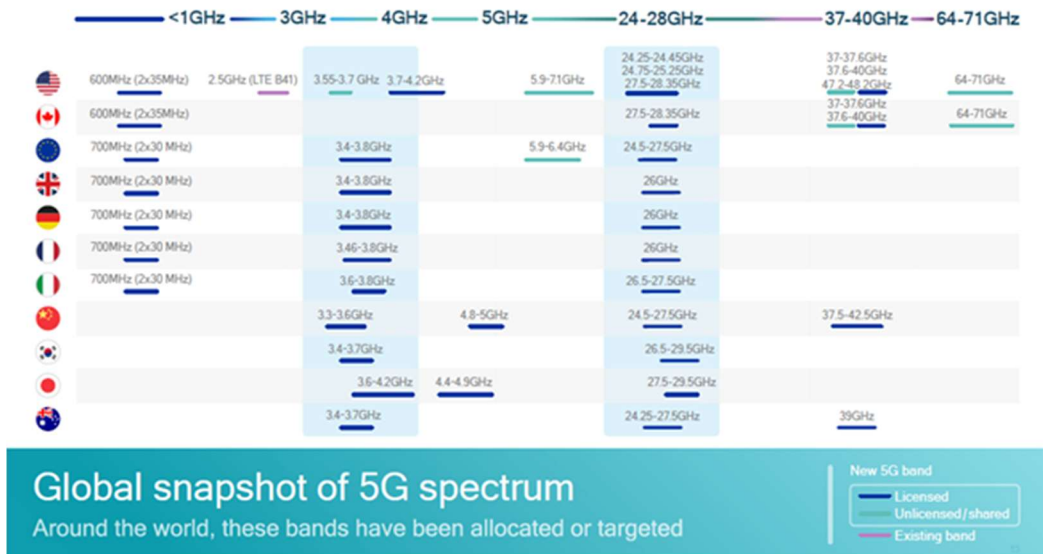 <1GHz 3GHz 4GHz 5GHz 24-28GHz 37-40GHz 64-71GHz
24.25-24.45GHz 37-37.6GHz
24.75-25.25GHz 37.6-40GHz
600MHz (2x35MHz) 2.5GHz (LTE B41) 3.55-3.7 GHz 3.7-4.2GHz 5.9-7.1GHz 27.5-28.35GHz 47.2-48.2GHz 64-71GHz
37-37.6GHz
600MHz (2x35MHz) 27.5-28.35GHz 37.6-40GHz 64-71GHz
700MHz (2x30 MHz) 3.4-3.8GHz 5.9-6.4GHz 24.5-27.5GHz
700MHz (2x30 MHz) 3.4-3.8GHz 26GHz
700MHz (2x30 MHz) 3.4-3.8GHz 26GHz
700MHz (2x30 MHz) 3.46-3.8GHz 26GHz
700MHz (2x30 MHz) 3.6-3.8GHz 26.5-27.5GHz
3.3-3.6GHz 4.8-5GHz 24.5-27.5GHz 37.5-42.5GHz
3.4-3.7GHz 26.5-29.5GHz
3.6-4.2GHz 4.4-4.9GHz 27.5-29.5GHz
3.4-3.7GHz 24.25-27.5GHz 39GHz
Global snapshot of 5G spectrum
Around the world, these bands have been allocated or targeted
New 5G band
Licensed
Unlicensed/shared
Existing band